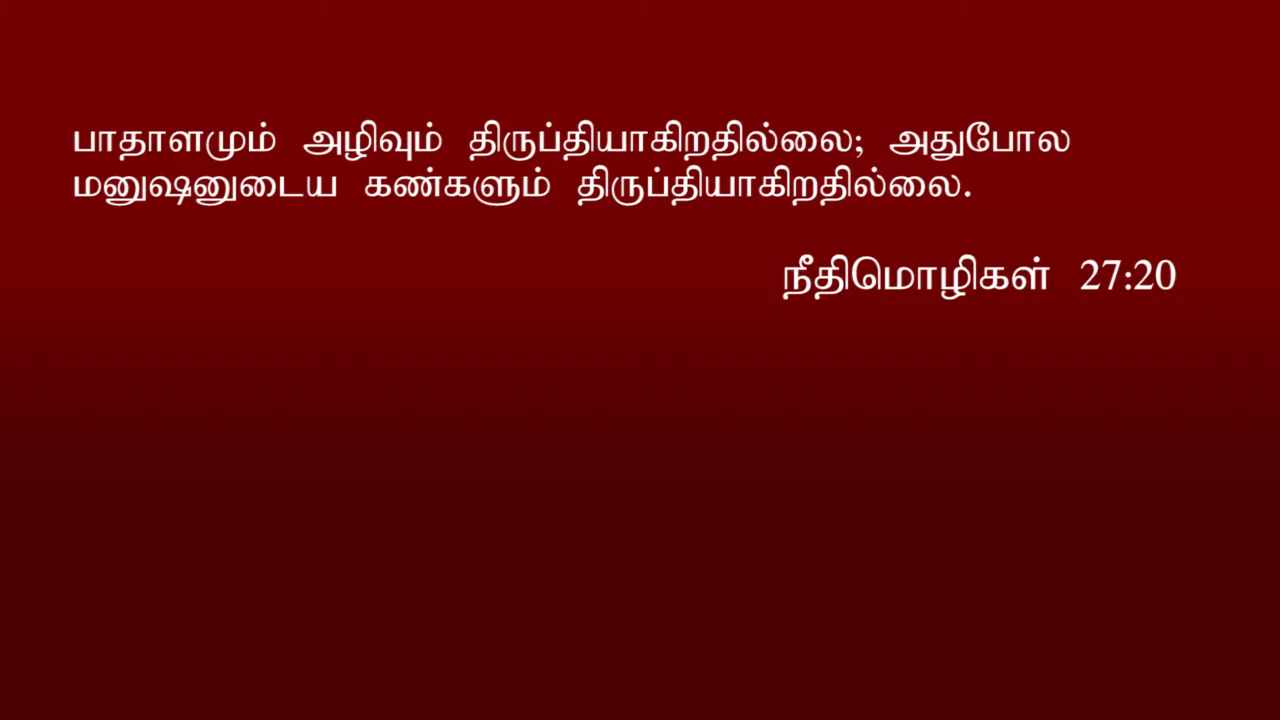 பாதாளமும் அழிவும் திருப்தியாகிறதில்லை; அதுபோல
மனுஷனுடைய கண்களும் திருப்தியாகிறதில்லை.
நீதிமொழிகள் 27:20